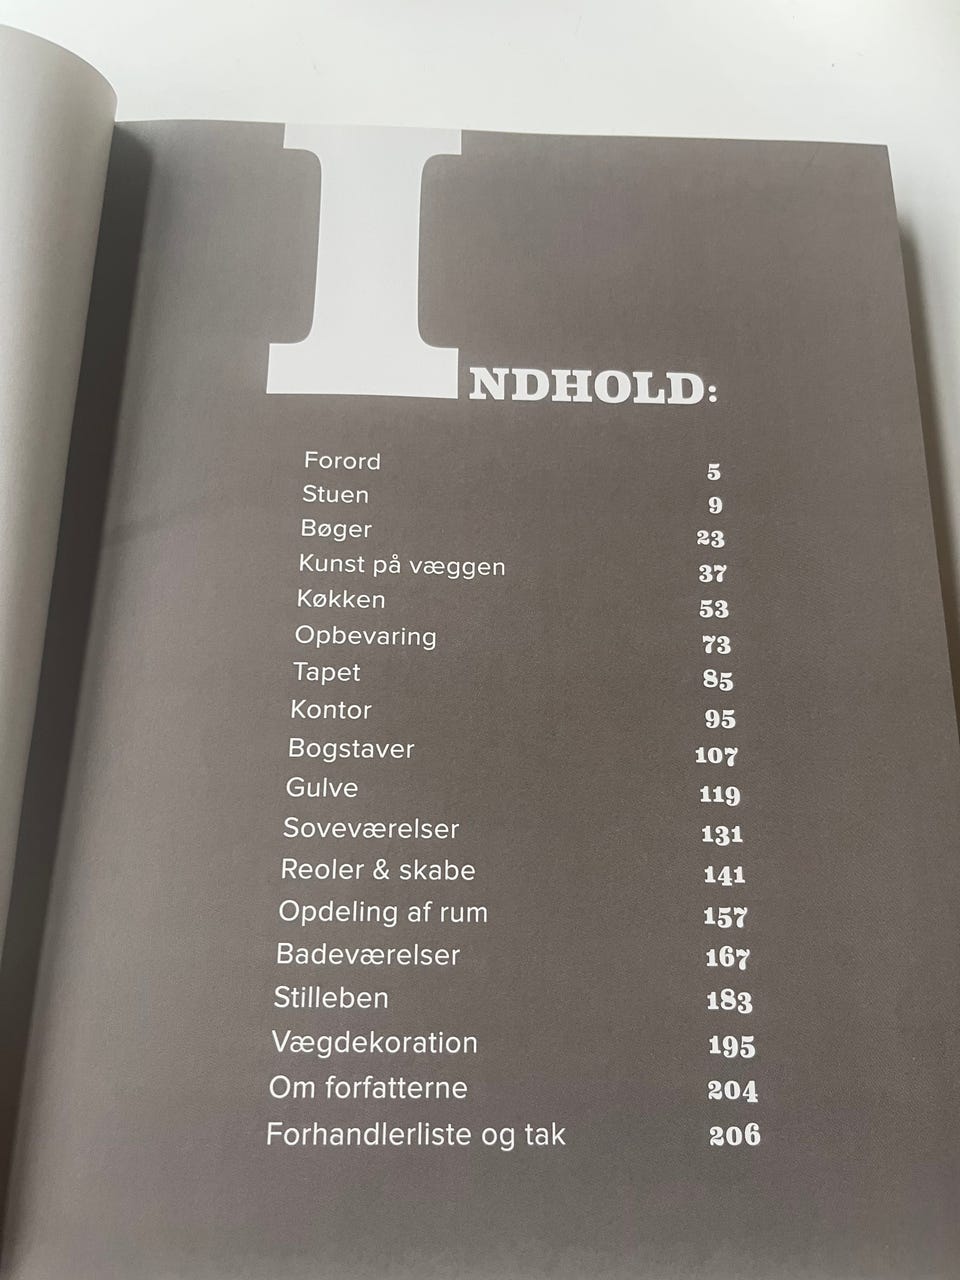 INDHOLD:
Forord 5
Stuen 9
Bøger 23
Kunst på væggen 37
Køkken 53
Opbevaring 73
Tapet 85
Kontor 95
Bogstaver 107
Gulve 119
Soveværelser 131
Reoler & skabe 141
Opdeling af rum 157
Badeværelser 167
Stilleben 183
Vægdekoration 195
Om forfatterne 204
Forhandlerliste og tak 206